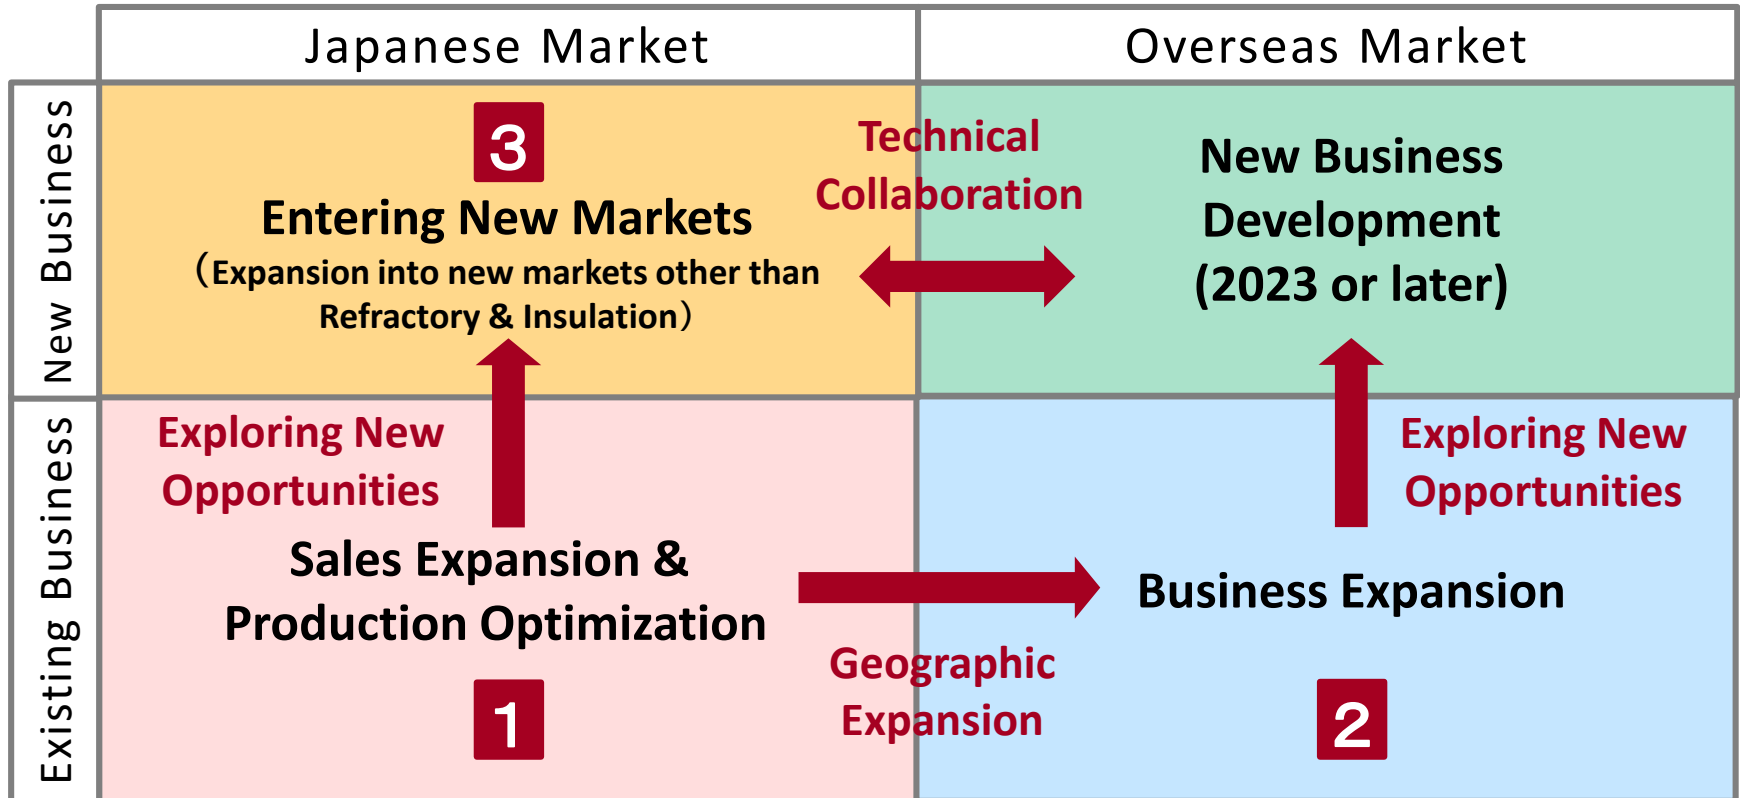 Japanese Market
Overseas Market
New Business
3
Entering New Markets
（Expansion into new markets other than
Refractory & Insulation）
Technical
Collaboration
New Business
Development
(2023 or later)
Existing Business
Exploring New
Opportunities
Sales Expansion &
Production Optimization
1
Geographic
Expansion
Exploring New
Opportunities
Business Expansion
2